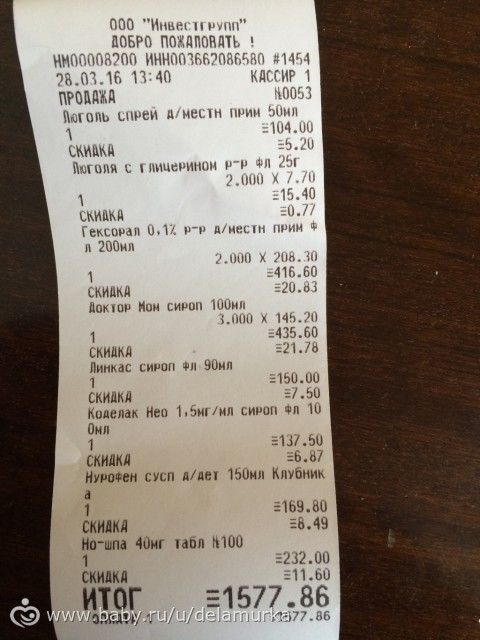 ООО "Инвестгрупп"
ДОБРО ПОЖАЛОВАТЬ !
НМ00008200 ИНН003662086580 #1454
28.03.16 13:40 КАССИР 1
ПРОДАЖА №0053
Люголь спрей д/местн прим 50мл
1 ≡104.00
СКИДКА ≡5.20
Люголя с глицерином р-р фл 25г
2.000 X 7.70
1 ≡15.40
СКИДКА ≡0.77
Гексорал 0,1% р-р д/местн прим ф
л 200мл
2.000 X 208.30
1 ≡416.60
СКИДКА ≡20.83
Доктор Мом сироп 100мл
3.000 X 145.20
1 ≡435.60
СКИДКА ≡21.78
Линкас сироп фл 90мл
1 ≡150.00
СКИДКА ≡7.50
Коделак Нео 1,5мг/мл сироп фл 10
0мл
1 ≡137.50
СКИДКА ≡6.87
Нурофен сусп д/дет 150мл Клубник
а
1 ≡169.80
СКИДКА ≡8.49
Но-шпа 40мг табл №100
1 ≡232.00
СКИДКА ≡11.60
ИТОГ ≡1577.86
1577.86
www.baby.ru/u/delamurka